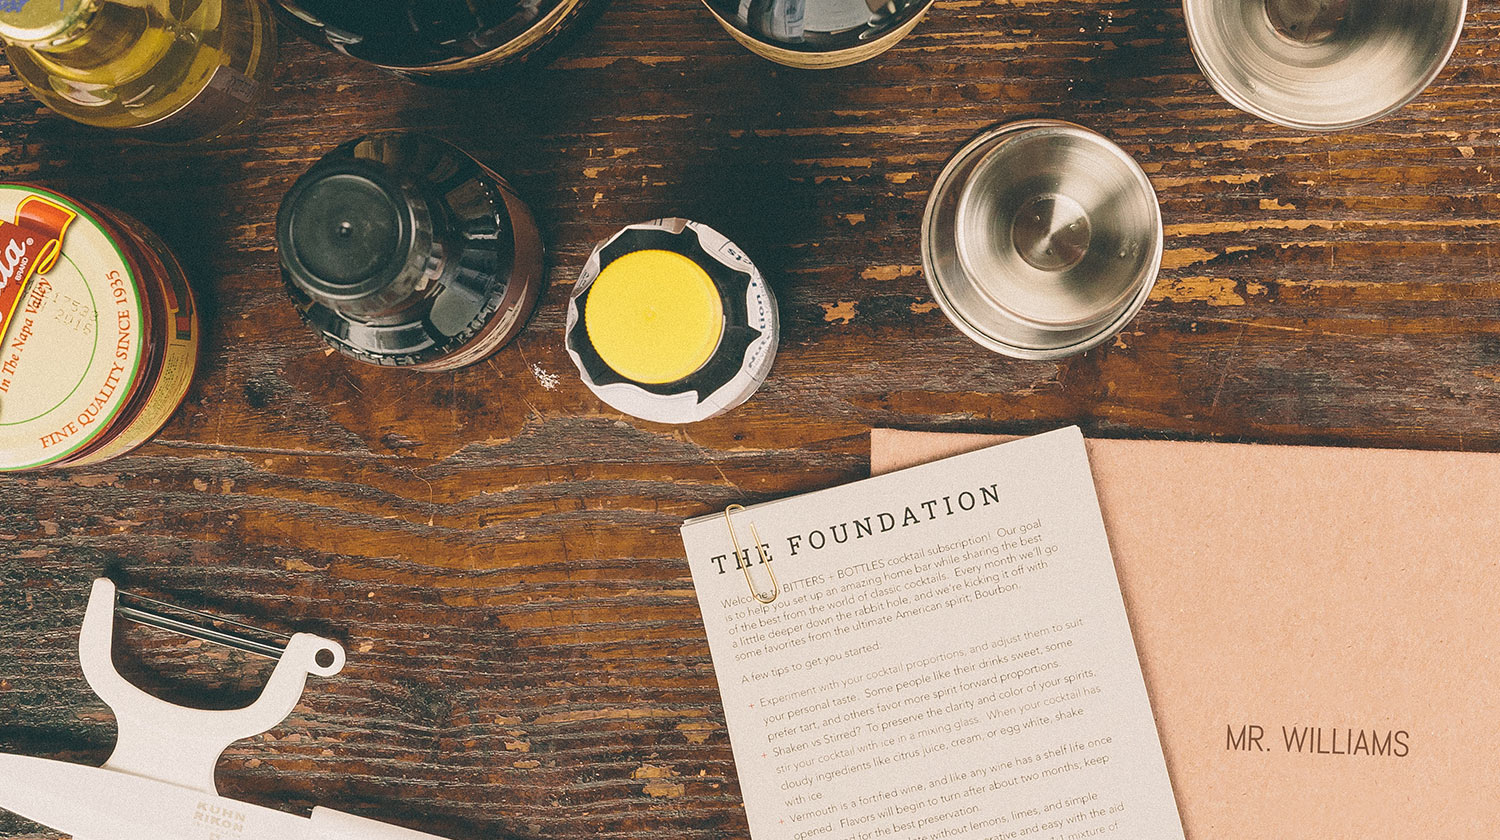 ta®
BRAND
In The Napa Valley
2016
FINE QUALITY SINCE 1935
Nutrition
THE FOUNDATION
Welcome to BITTERS + BOTTLES cocktail subscription! Our goal
is to help you set up an amazing home bar while sharing the best
of the best from the world of classic cocktails. Every month we'll go
a little deeper down the rabbit hole, and we're kicking it off with
some favorites from the ultimate American spirit; Bourbon.
A few tips to get you started:
+ Experiment with your cocktail proportions, and adjust them to suit
your personal taste. Some people like their drinks sweet, some
prefer tart, and others favor more spirit forward proportions.
+ Shaken vs Stirred? To preserve the clarity and color of your spirits,
stir your cocktail with ice in a mixing glass. When your cocktail has
cloudy ingredients like citrus juice, cream, or egg white, shake
with ice.
+ Vermouth is a fortified wine, and like any wine has a shelf life once
opened. Flavors will begin to turn after about two months; keep
for the best preservation.
without lemons, limes, and simple
and easy with the aid
1:1 mixture of
MR. WILLIAMS
KUHN
RIKON